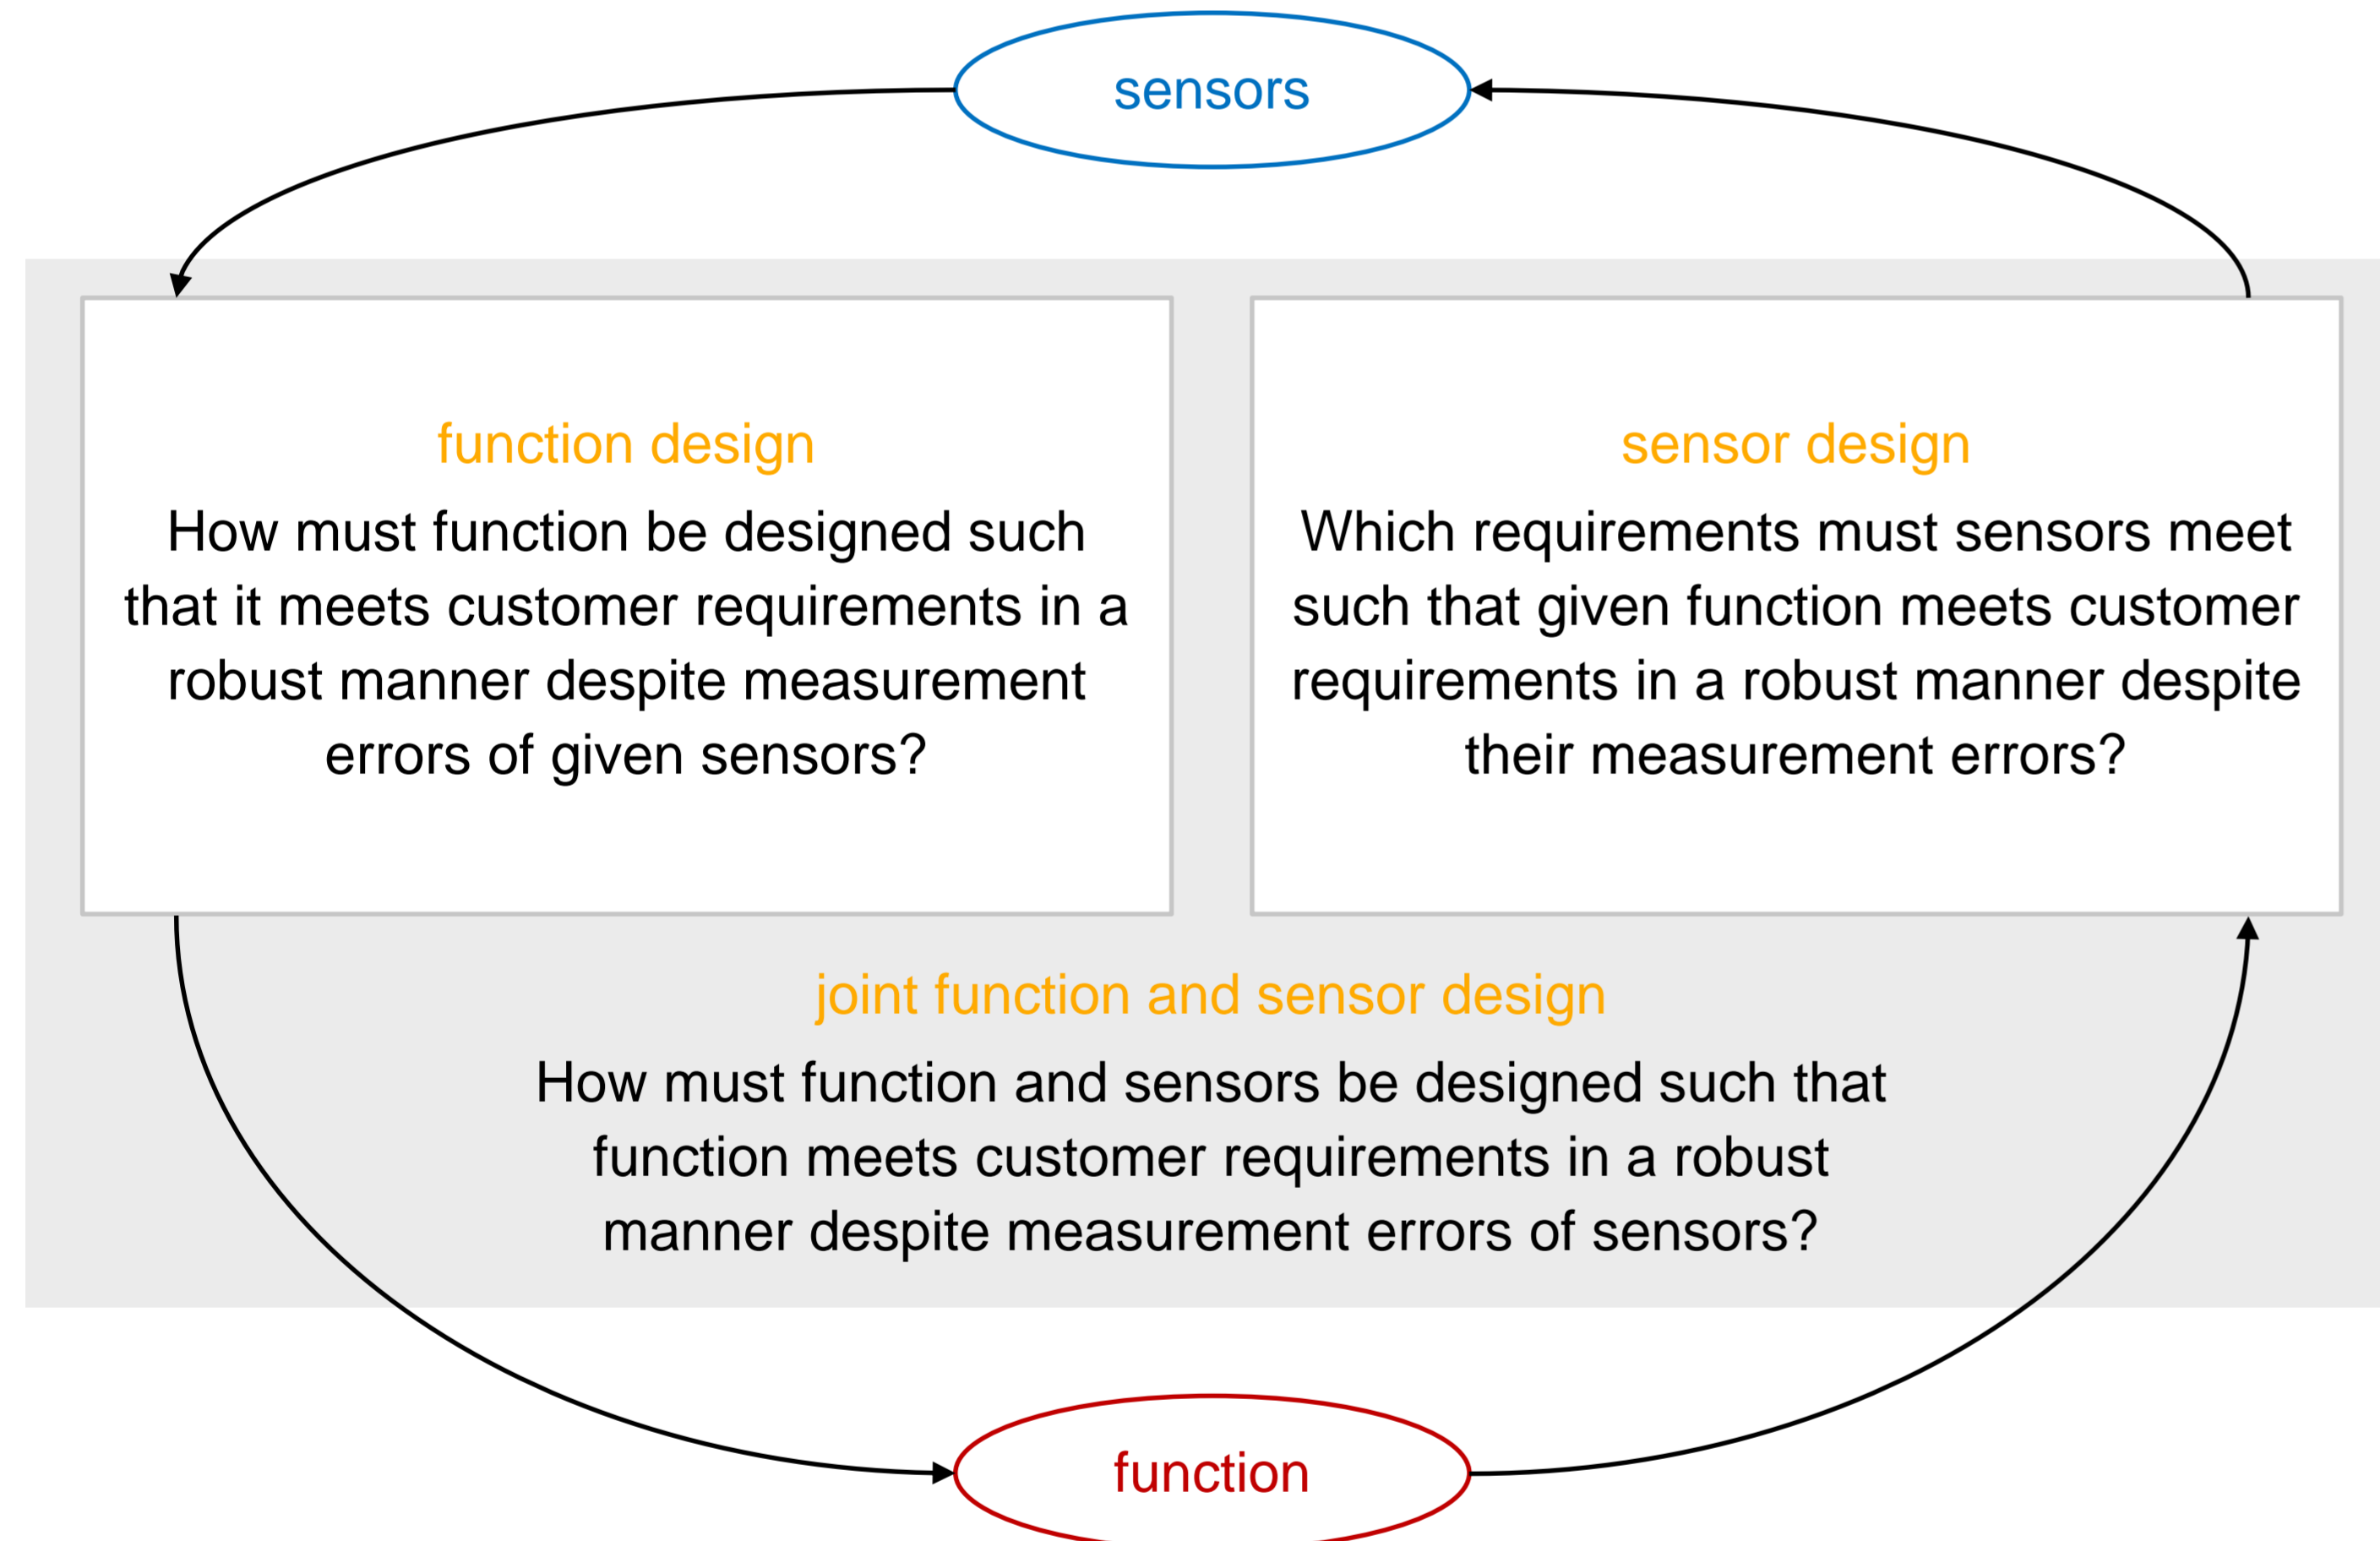 sensors
function design
How must function be designed such
that it meets customer requirements in a
robust manner despite measurement
errors of given sensors?
sensor design
Which requirements must sensors meet
such that given function meets customer
requirements in a robust manner despite
their measurement errors?
joint function and sensor design
How must function and sensors be designed such that
function meets customer requirements in a robust
manner despite measurement errors of sensors?
function